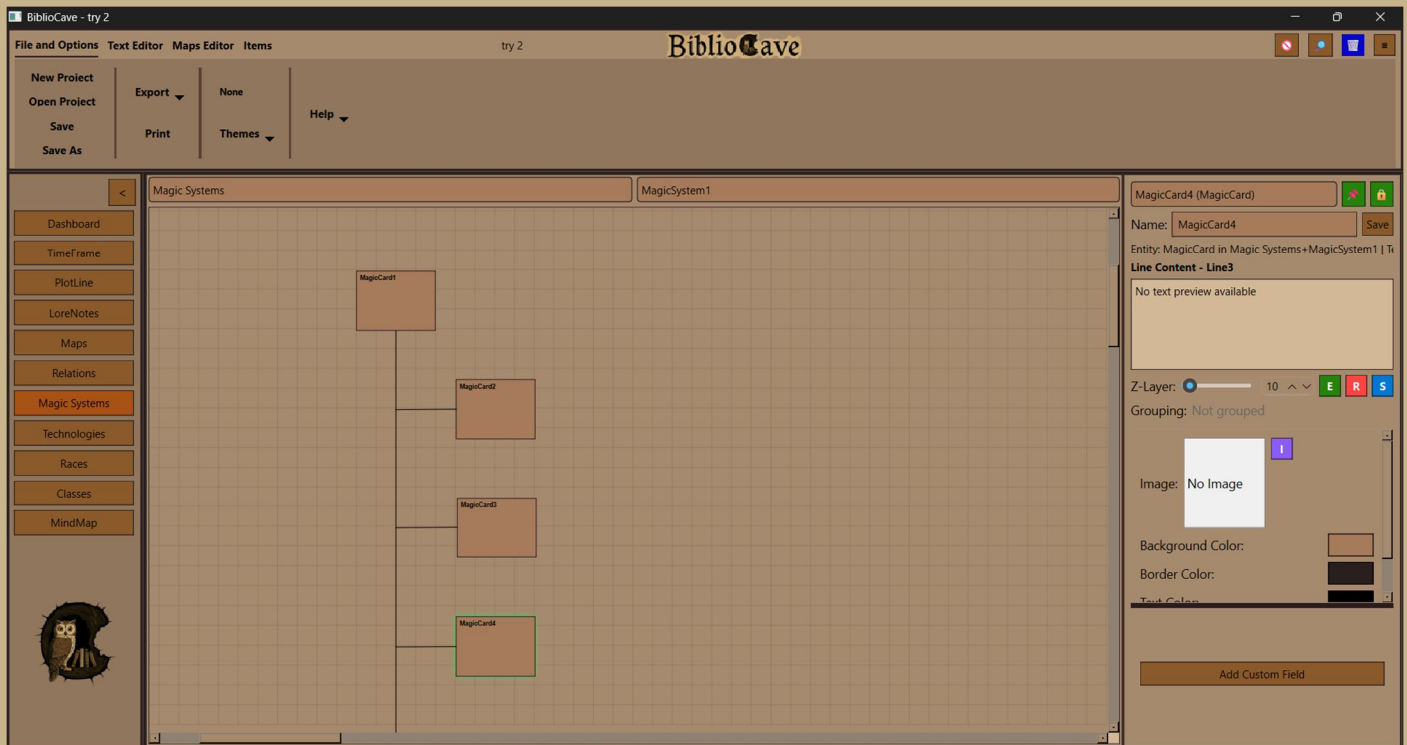 BiblioCave - try 2
File and Options Text Editor Maps Editor Items
try 2
BiblioCave
New Project
Open Project
Save
Save As
Export
Print
None
Themes
Help
<
Dashboard
TimeFrame
PlotLine
LoreNotes
Maps
Relations
Magic Systems
Technologies
Races
Classes
MindMap
Magic Systems
MagicSystem1
MagicCard1
MagicCard2
MagicCard3
MagicCard4
MagicCard4 (MagicCard)
Name: MagicCard4 Save
Entity: MagicCard in Magic Systems+MagicSystem1 |
Line Content - Line3
No text preview available
Z-Layer: 10 E R S
Grouping: Not grouped
Image: No Image I
Background Color:
Border Color:
Text Color:
Add Custom Field